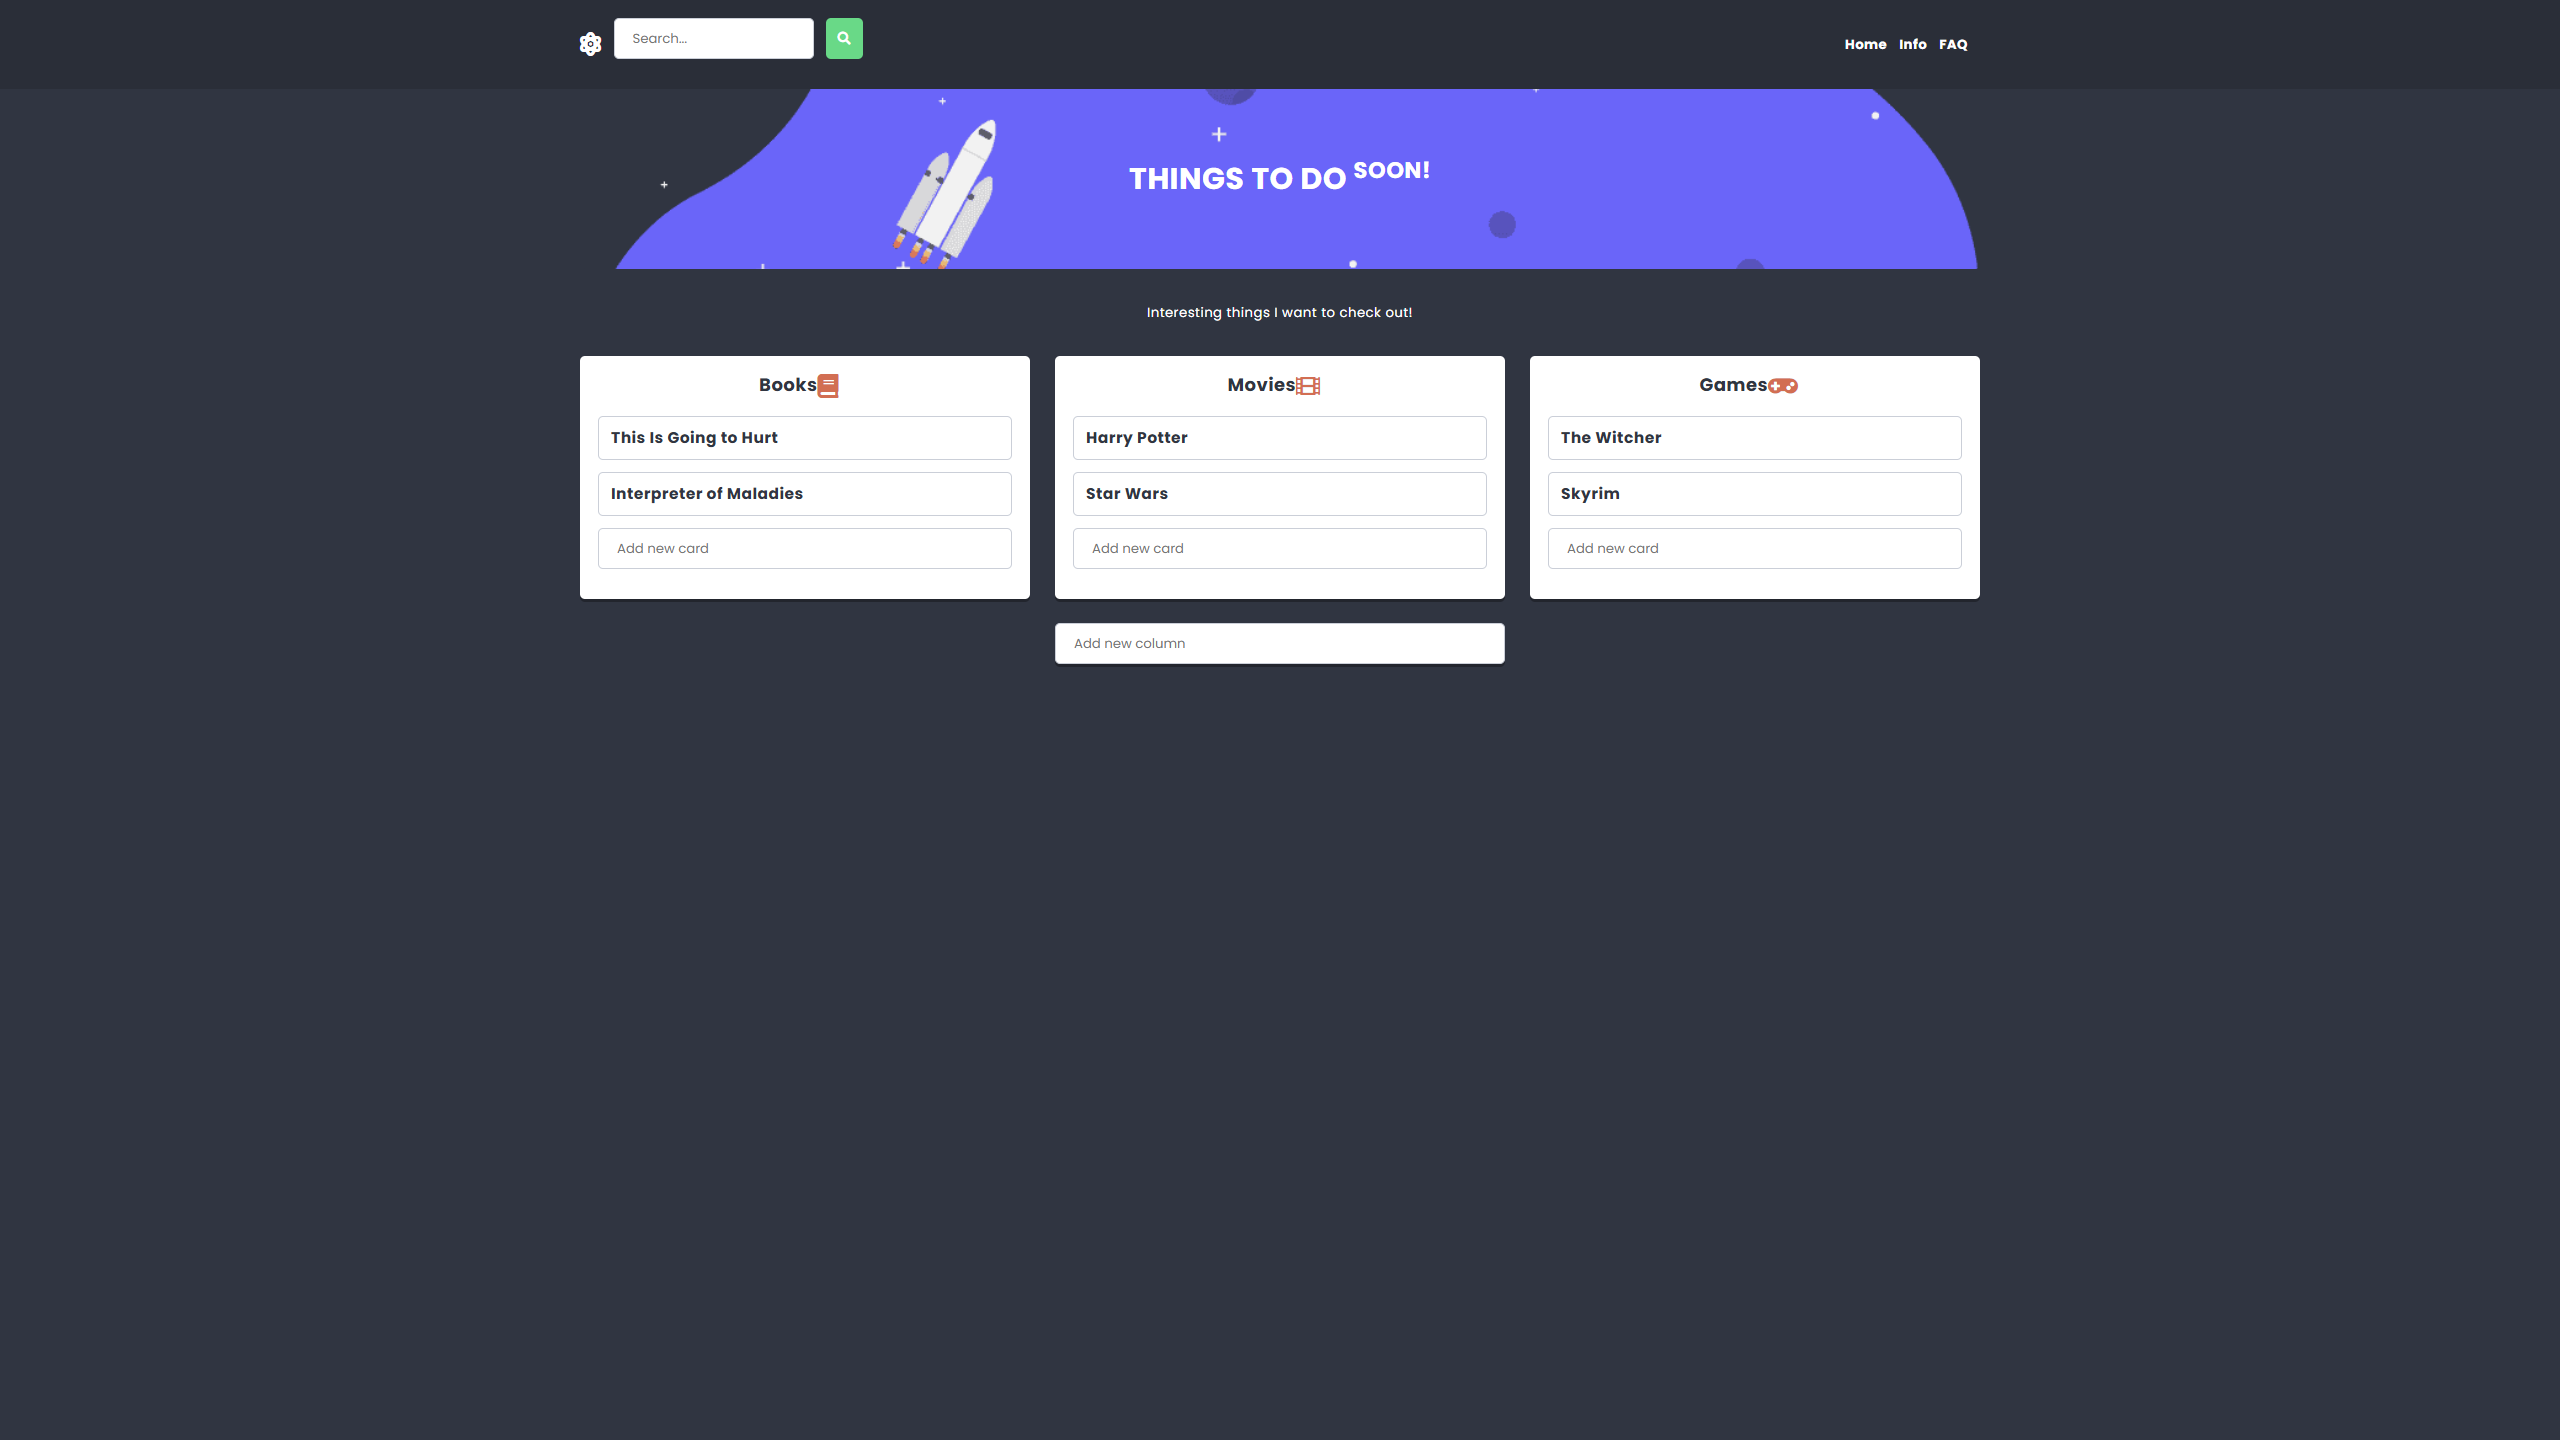 Search...
Home Info FAQ
THINGS TO DO SOON!
Interesting things I want to check out!
Books
This Is Going to Hurt
Interpreter of Maladies
Add new card
Movies
Harry Potter
Star Wars
Add new card
Games
The Witcher
Skyrim
Add new card
Add new column